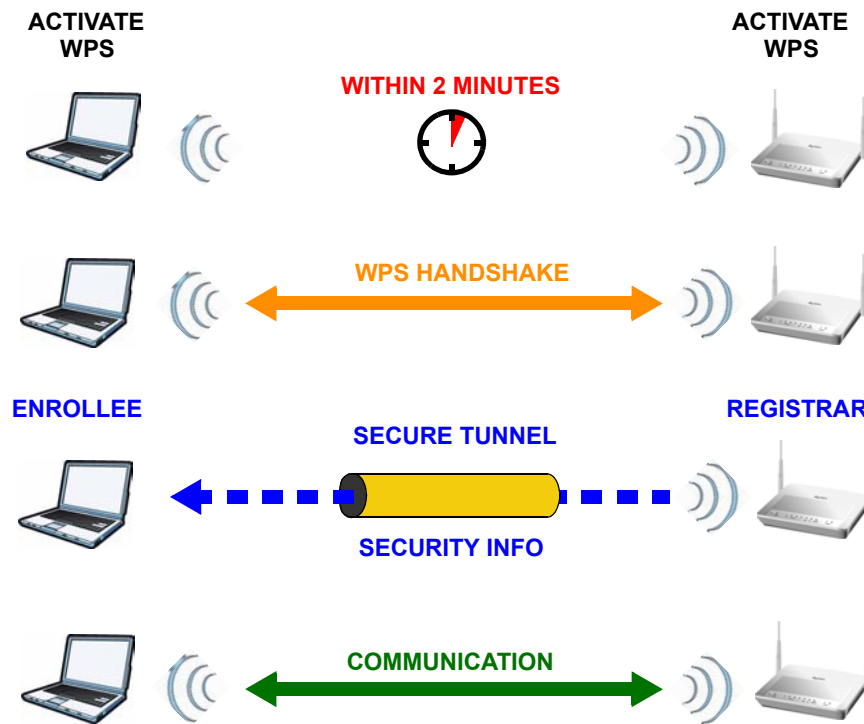 ACTIVATE
WPS
ACTIVATE
WPS
WITHIN 2 MINUTES
WPS HANDSHAKE
ENROLLEE
REGISTRAR
SECURE TUNNEL
SECURITY INFO
COMMUNICATION